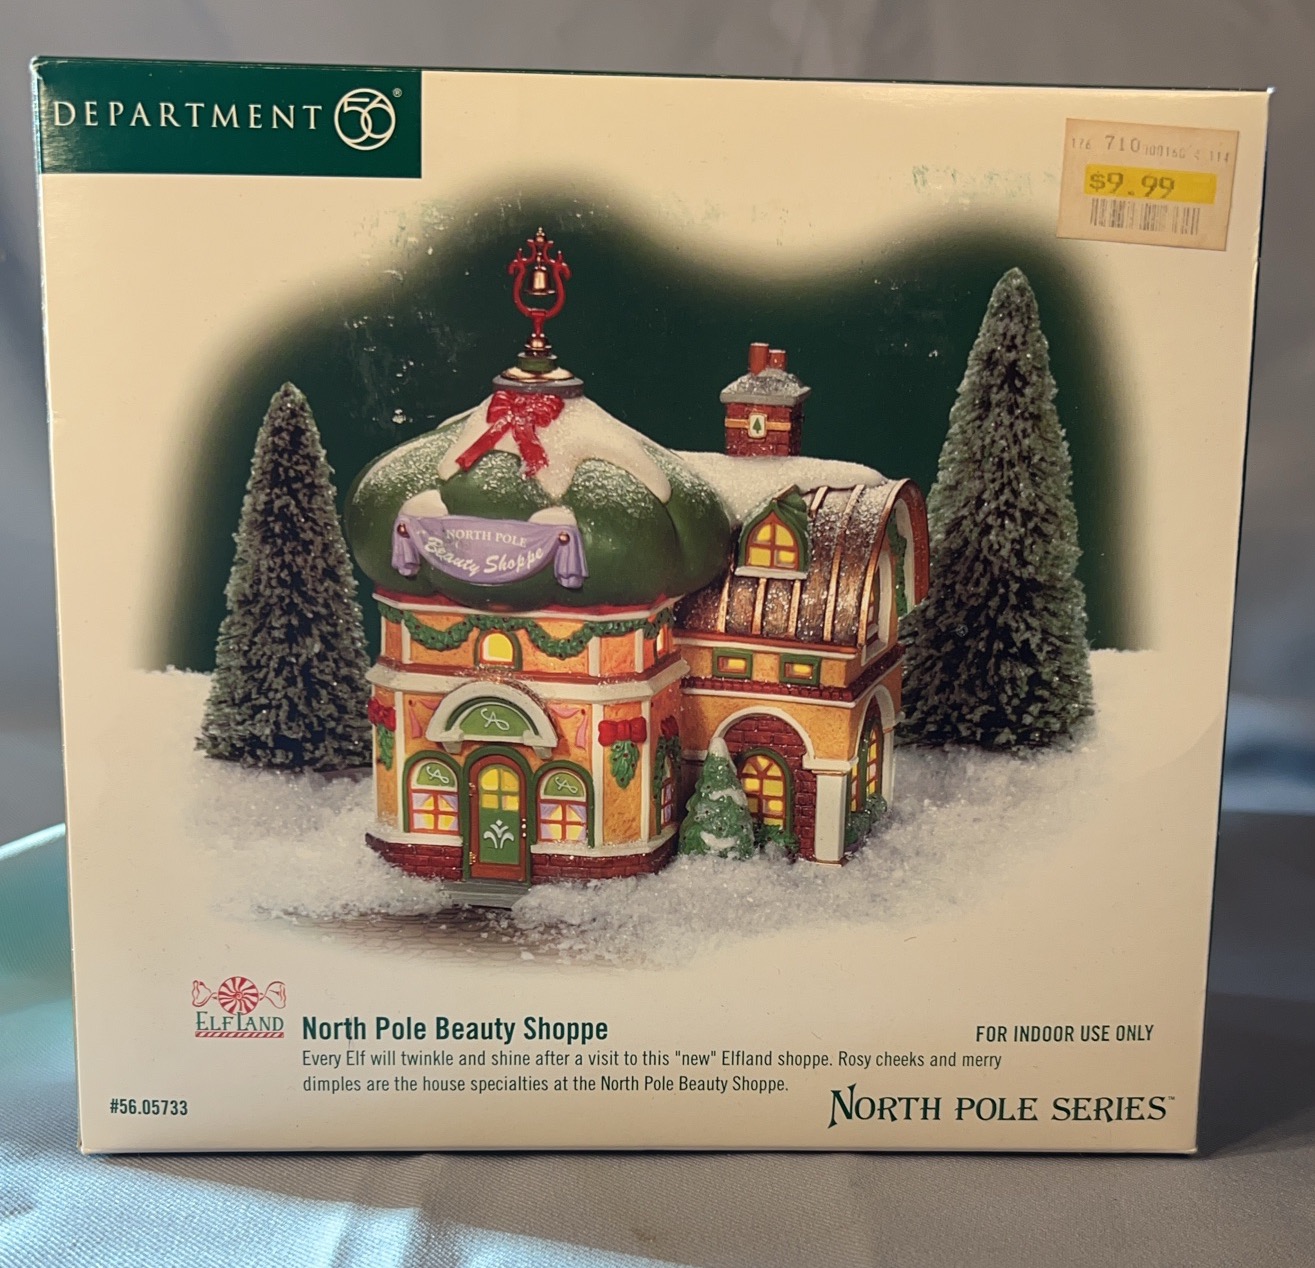 DEPARTMENT 56®
710
$9.99
NORTH POLE
Beauty Shoppe
ELFLAND
North Pole Beauty Shoppe
FOR INDOOR USE ONLY
Every Elf will twinkle and shine after a visit to this "new" Elfland shoppe. Rosy cheeks and merry
dimples are the house specialties at the North Pole Beauty Shoppe.
#56.05733
NORTH POLE SERIES™